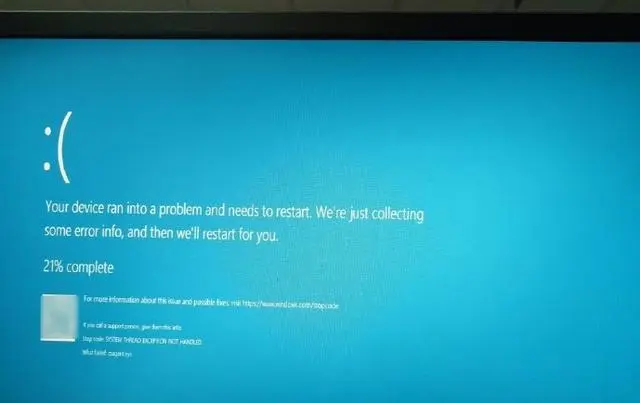 :(
Your device ran into a problem and needs to restart. We're just collecting
some error info, and then we'll restart for you.
21% complete
For more information about this issue and possible fixes, visit https://www.windows.com/stopcode
If you call a support person, give them this info:
Stop code: SYSTEM THREAD EXCEPTION NOT HANDLED
What failed: